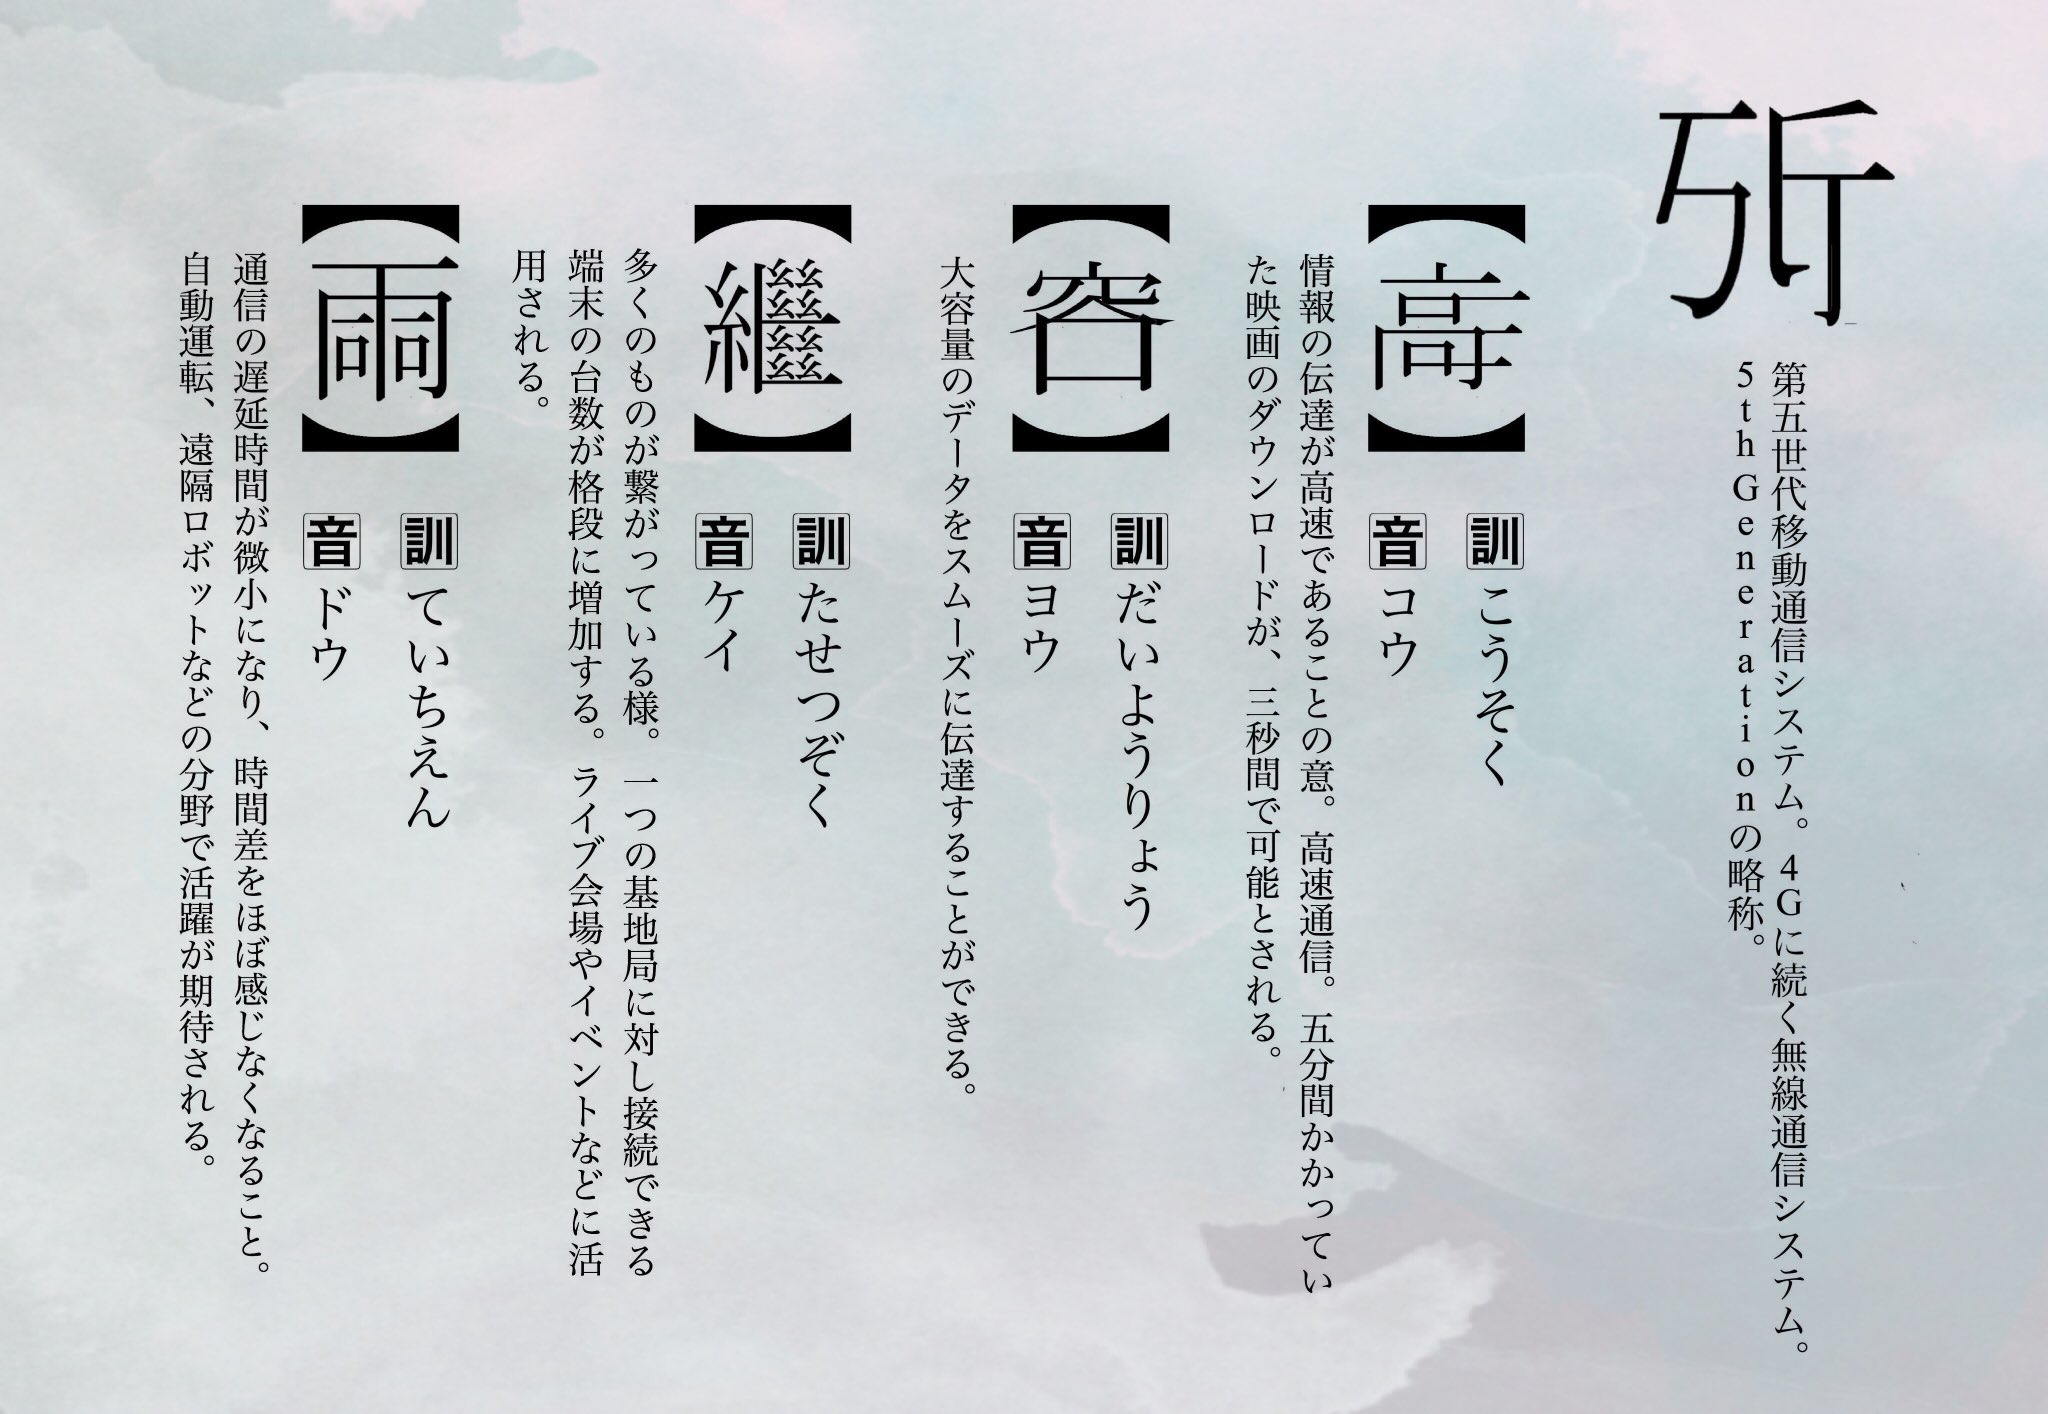 第五世代移動通信システム。4Gに続く無線通信システム。
5thGenerationの略称。
【】
訓 こうそく
音 コウ
情報の伝達が高速であることの意。高速通信。五分間かかってい
た映画のダウンロードが、三秒間で可能とされる。
【】
訓 だいようりょう
音 ヨウ
大容量のデータをスムーズに伝達することができる。
【】
訓 たせつぞく
音 ケイ
多くのものが繋がっている様。一つの基地局に対し接続できる
端末の台数が格段に増加する。ライブ会場やイベントなどに活
用される。
【】
訓 ていちえん
音 ドウ
通信の遅延時間が微小になり、時間差をほぼ感じなくなること。
自動運転、遠隔ロボットなどの分野で活躍が期待される。